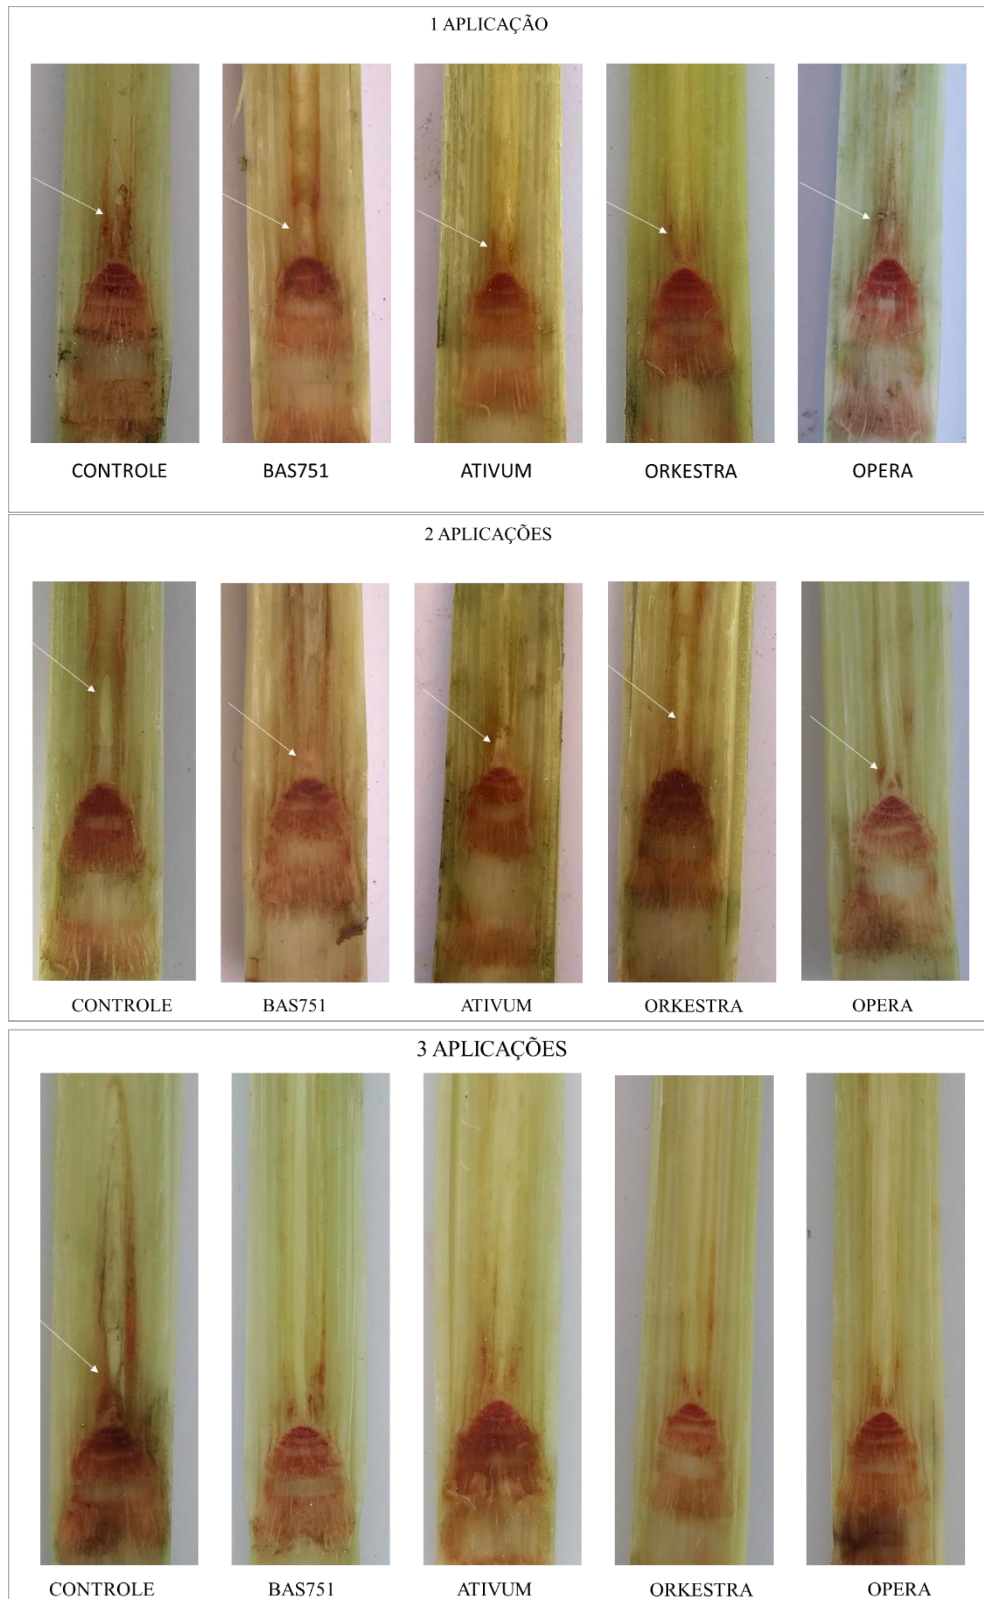 1 APLICAÇÃO
CONTROLE BAS751 ATIVUM ORKESTRA OPERA
2 APLICAÇÕES
CONTROLE BAS751 ATIVUM ORKESTRA OPERA
3 APLICAÇÕES
CONTROLE BAS751 ATIVUM ORKESTRA OPERA